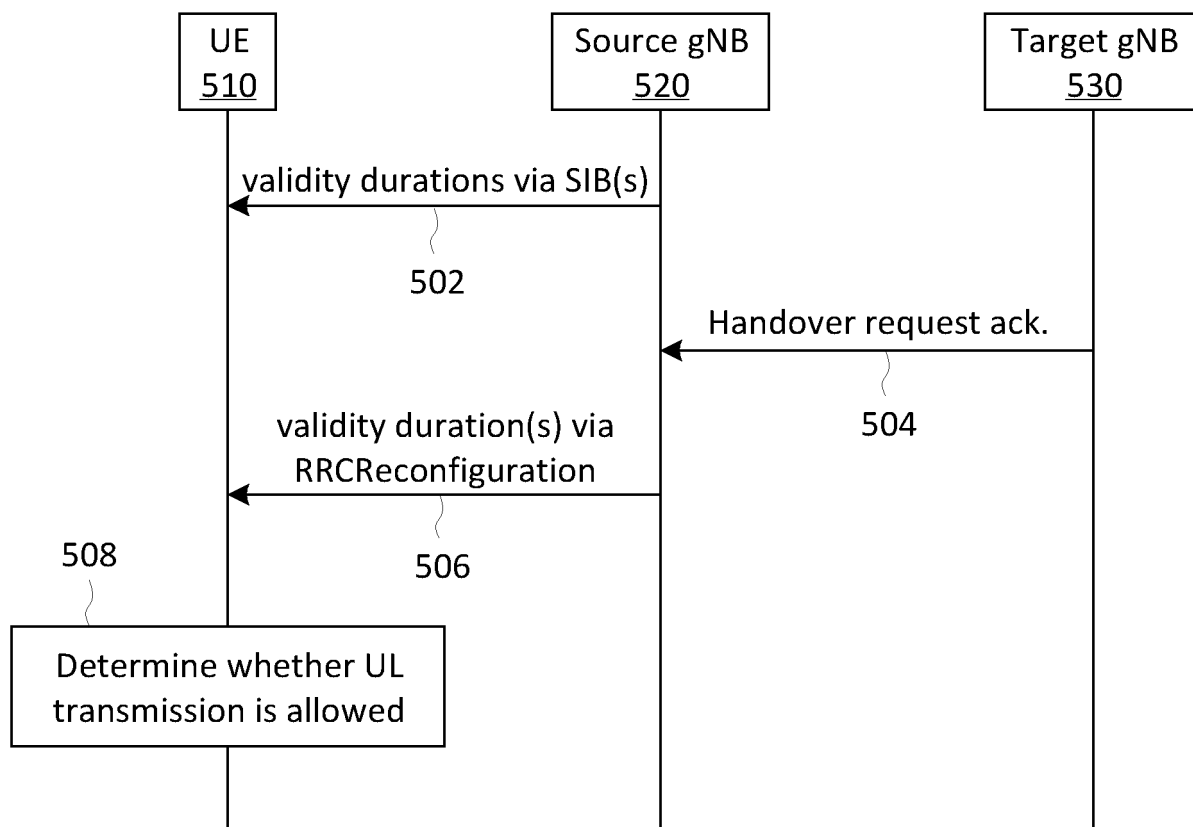 UE
510
Source gNB
520
Target gNB
530
validity durations via SIB(s)
502
Handover request ack.
504
validity duration(s) via
RRCReconfiguration
506
508
Determine whether UL
transmission is allowed